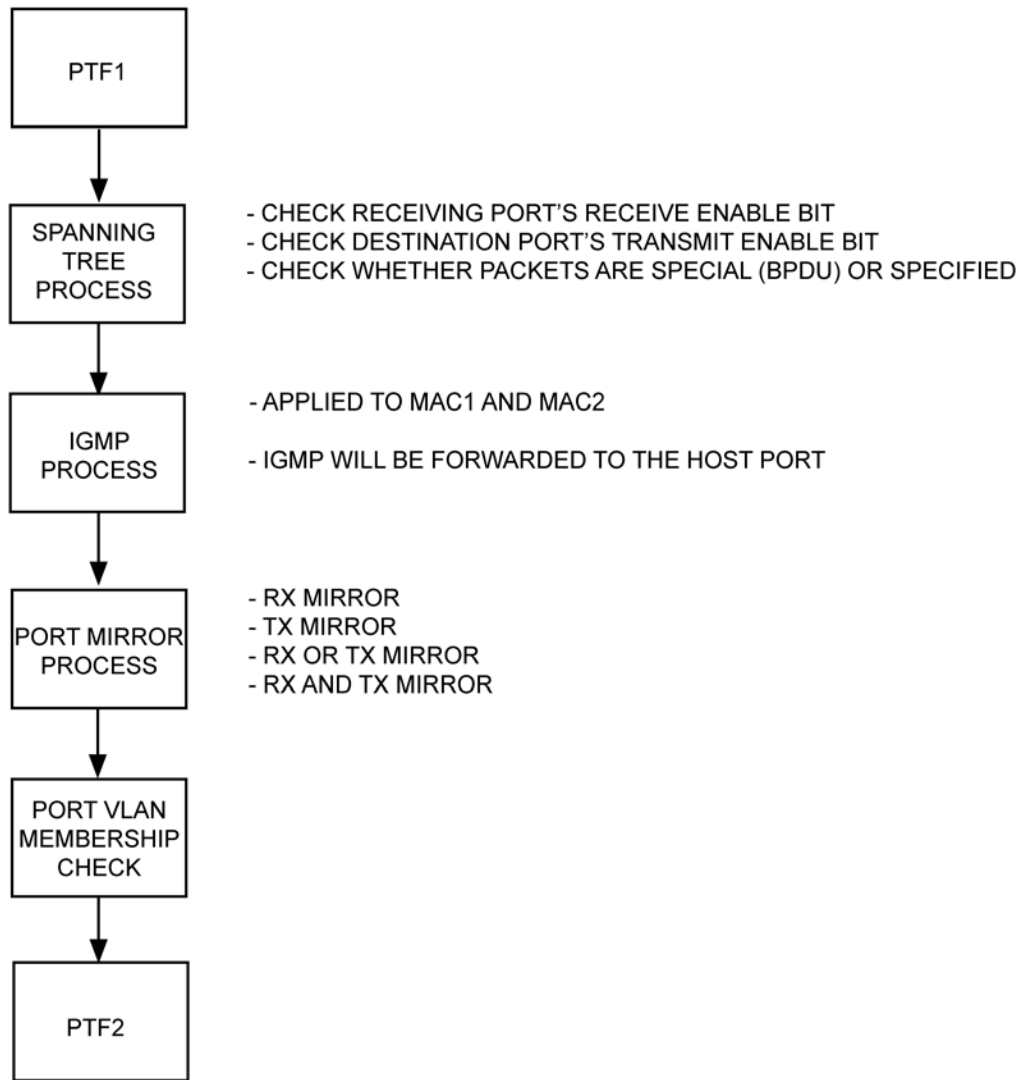 PTF1
SPANNING
TREE
PROCESS
- CHECK RECEIVING PORT'S RECEIVE ENABLE BIT
- CHECK DESTINATION PORT'S TRANSMIT ENABLE BIT
- CHECK WHETHER PACKETS ARE SPECIAL (BPDU) OR SPECIFIED
IGMP
PROCESS
- APPLIED TO MAC1 AND MAC2
- IGMP WILL BE FORWARDED TO THE HOST PORT
PORT MIRROR
PROCESS
- RX MIRROR
- TX MIRROR
- RX OR TX MIRROR
- RX AND TX MIRROR
PORT VLAN
MEMBERSHIP
CHECK
PTF2